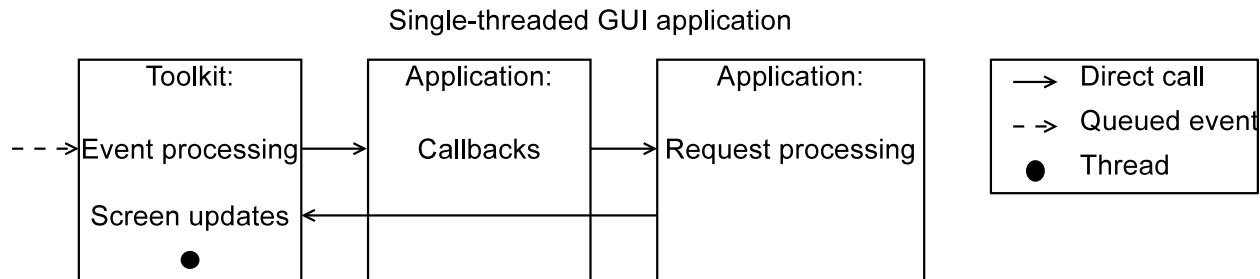 Single-threaded GUI application
Toolkit:
Event processing
Screen updates
Application:
Callbacks
Application:
Request processing
Direct call
Queued event
Thread